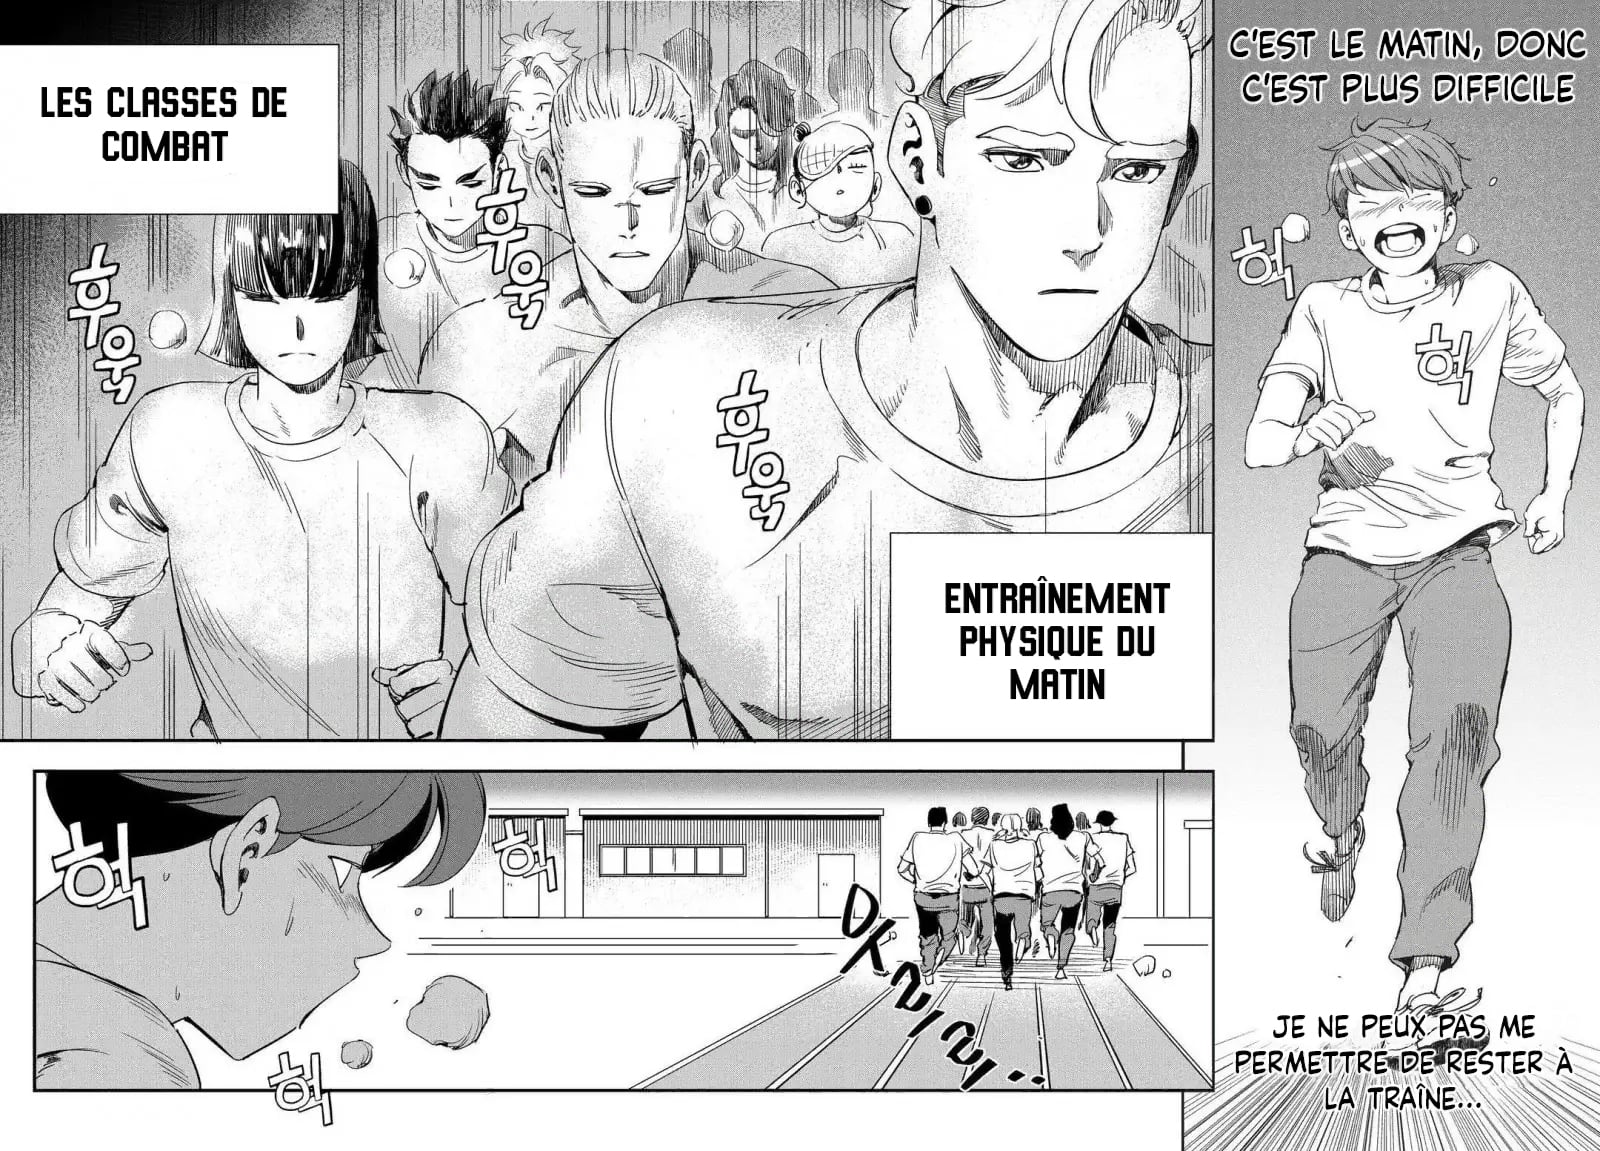 C'EST LE MATIN, DONC
C'EST PLUS DIFFICILE
헉
헉
JE NE PEUX PAS ME
PERMETTRE DE RESTER À
LA TRAÎNE...
LES CLASSES DE
COMBAT
후욱
후욱
후욱
ENTRAÎNEMENT
PHYSIQUE DU
MATIN
헉
헉
헉